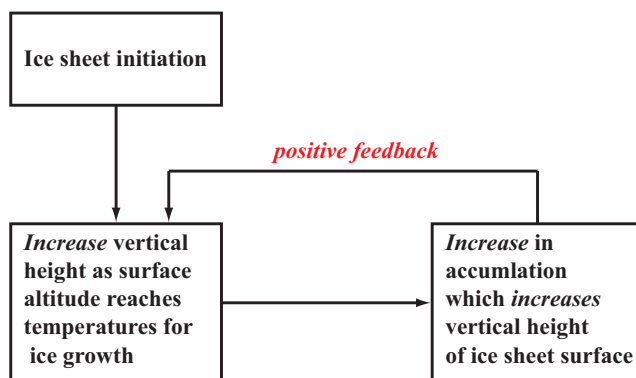 Ice sheet initiation
positive feedback
Increase vertical
height as surface
altitude reaches
temperatures for
ice growth
Increase in
accumlation
which increases
vertical height
of ice sheet surface